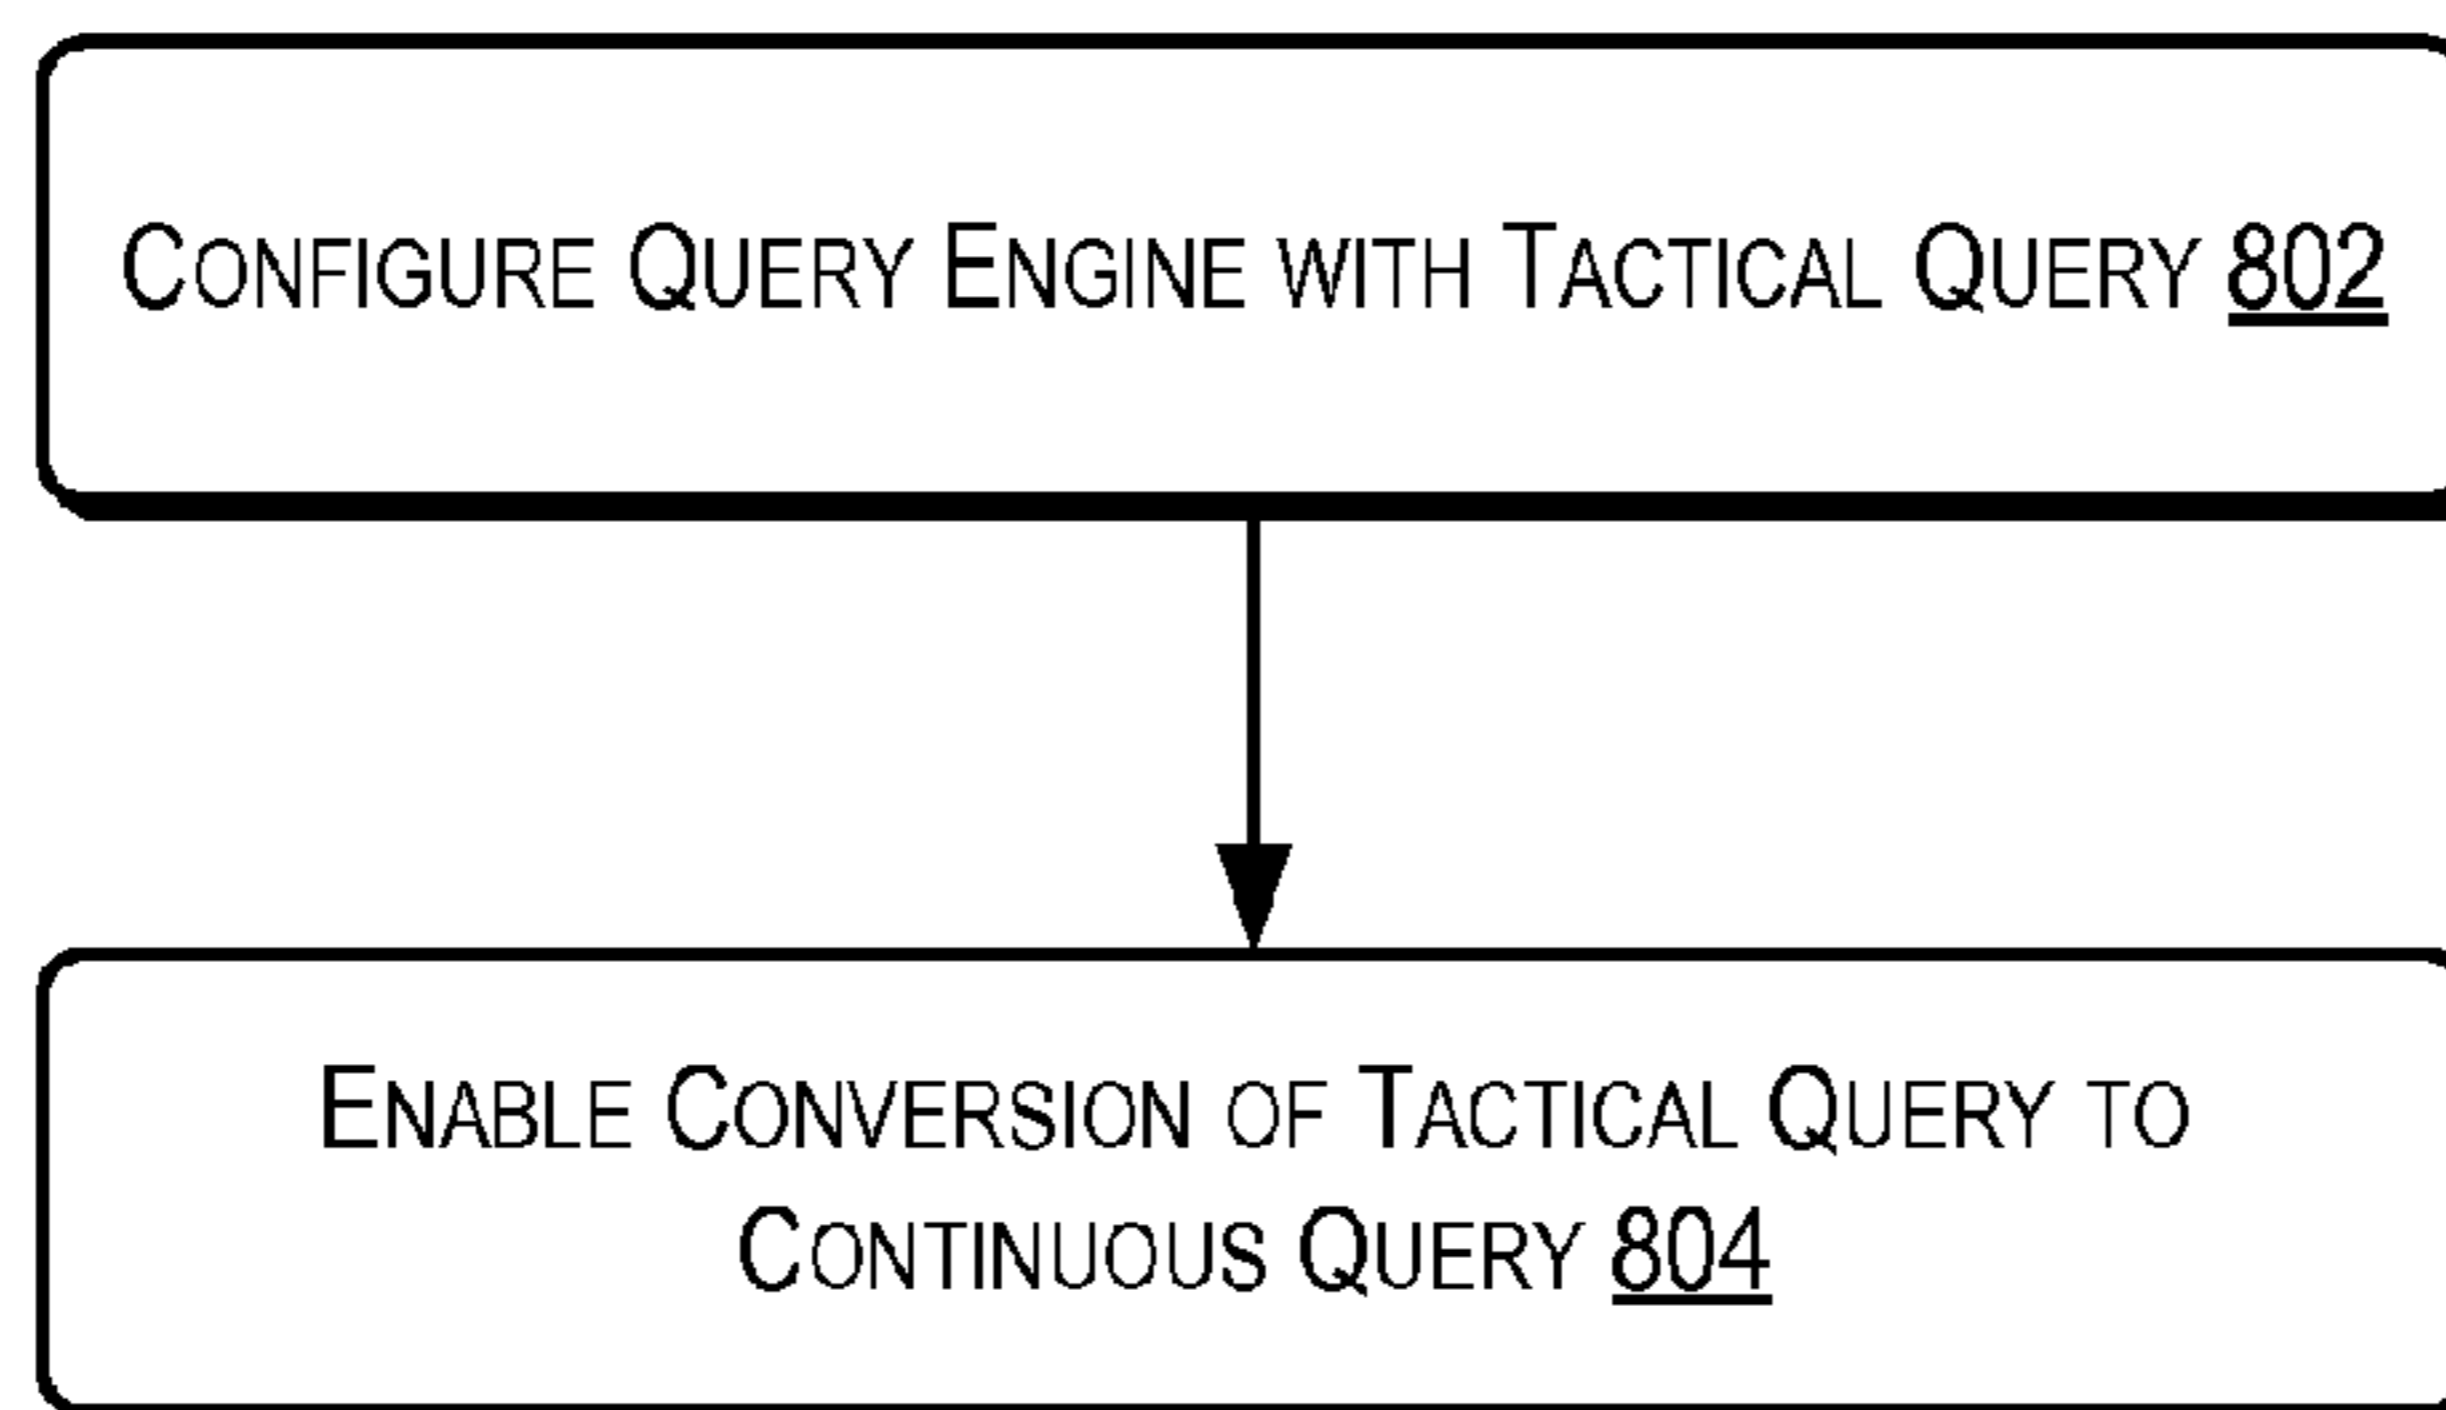 Configure Query Engine with Tactical Query 802
Enable Conversion of Tactical Query to
Continuous Query 804